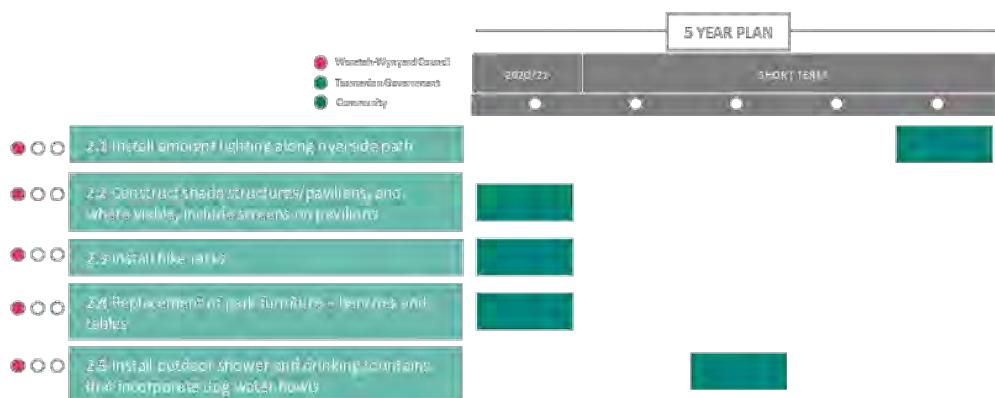 5 YEAR PLAN
Waratah-Wynyard Council
Tasmanian Government
Community
2020/21
SHORT TERM
2.1 Install ambient lighting along riverside path
2.2 Construct shade structures/pavilions, and
where visible, include screens on pavilions
2.3 Install bike racks
2.4 Replacement of park furniture – benches and
tables
2.5 Install outdoor shower and drinking fountains
that incorporate dog water bowls